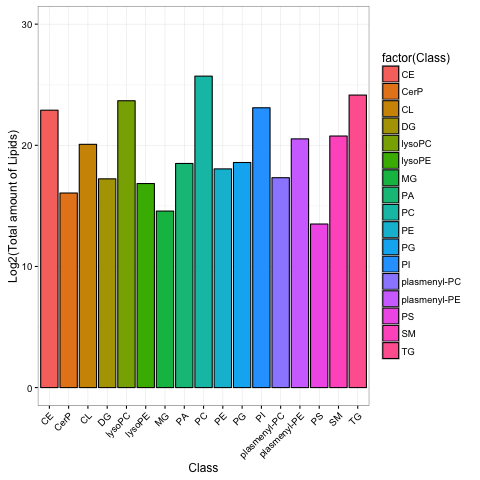 30
20
10
0
Log2(Total amount of Lipids)
CE
CerP
CL
DG
lysoPC
lysoPE
MG
PA
PC
PE
PG
PI
plasmenyl-PC
plasmenyl-PE
PS
SM
TG
Class
factor(Class)
CE
CerP
CL
DG
lysoPC
lysoPE
MG
PA
PC
PE
PG
PI
plasmenyl-PC
plasmenyl-PE
PS
SM
TG